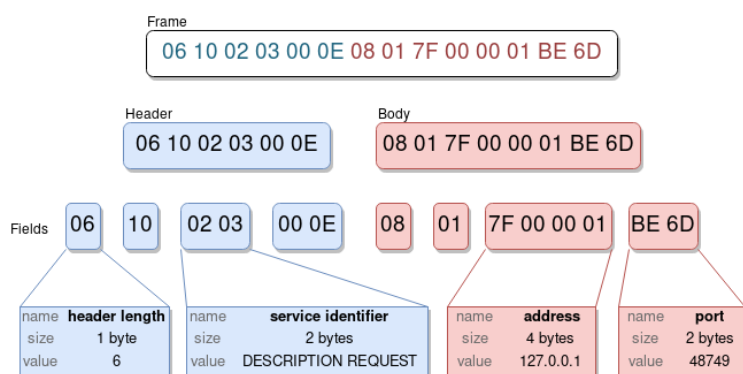 Frame
06 10 02 03 00 0E 08 01 7F 00 00 01 BE 6D
Header
Body
06 10 02 03 00 0E
08 01 7F 00 00 01 BE 6D
Fields
06
10
02 03
00 0E
08
01
7F 00 00 01
BE 6D
name header length
size 1 byte
value 6
name service identifier
size 2 bytes
value DESCRIPTION REQUEST
name address
size 4 bytes
value 127.0.0.1
name port
size 2 bytes
value 48749